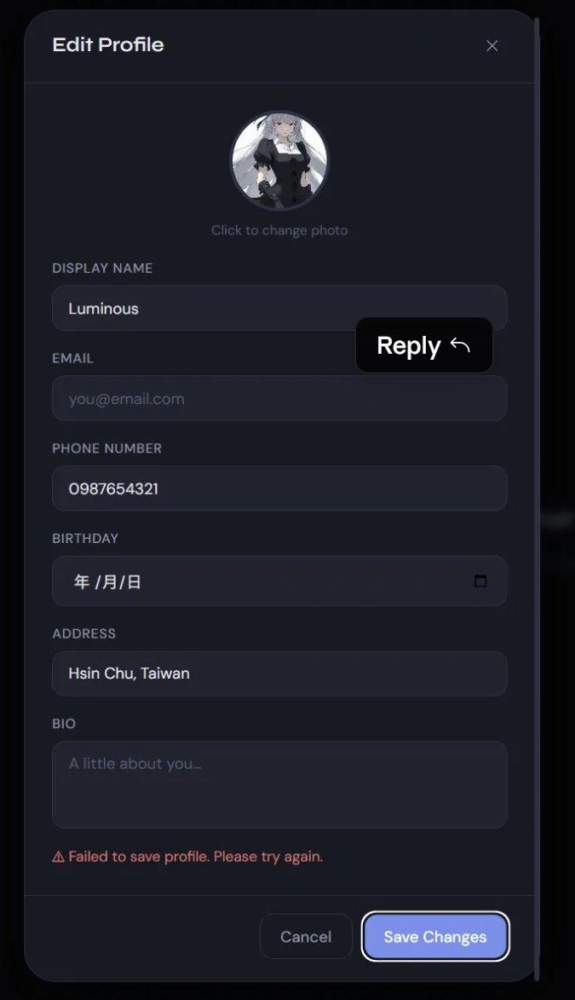 Edit Profile
Click to change photo
DISPLAY NAME
Luminous
Reply
EMAIL
you@email.com
PHONE NUMBER
0987654321
BIRTHDAY
年 /月/日
ADDRESS
Hsin Chu, Taiwan
BIO
A little about you...
⚠ Failed to save profile. Please try again.
Cancel
Save Changes